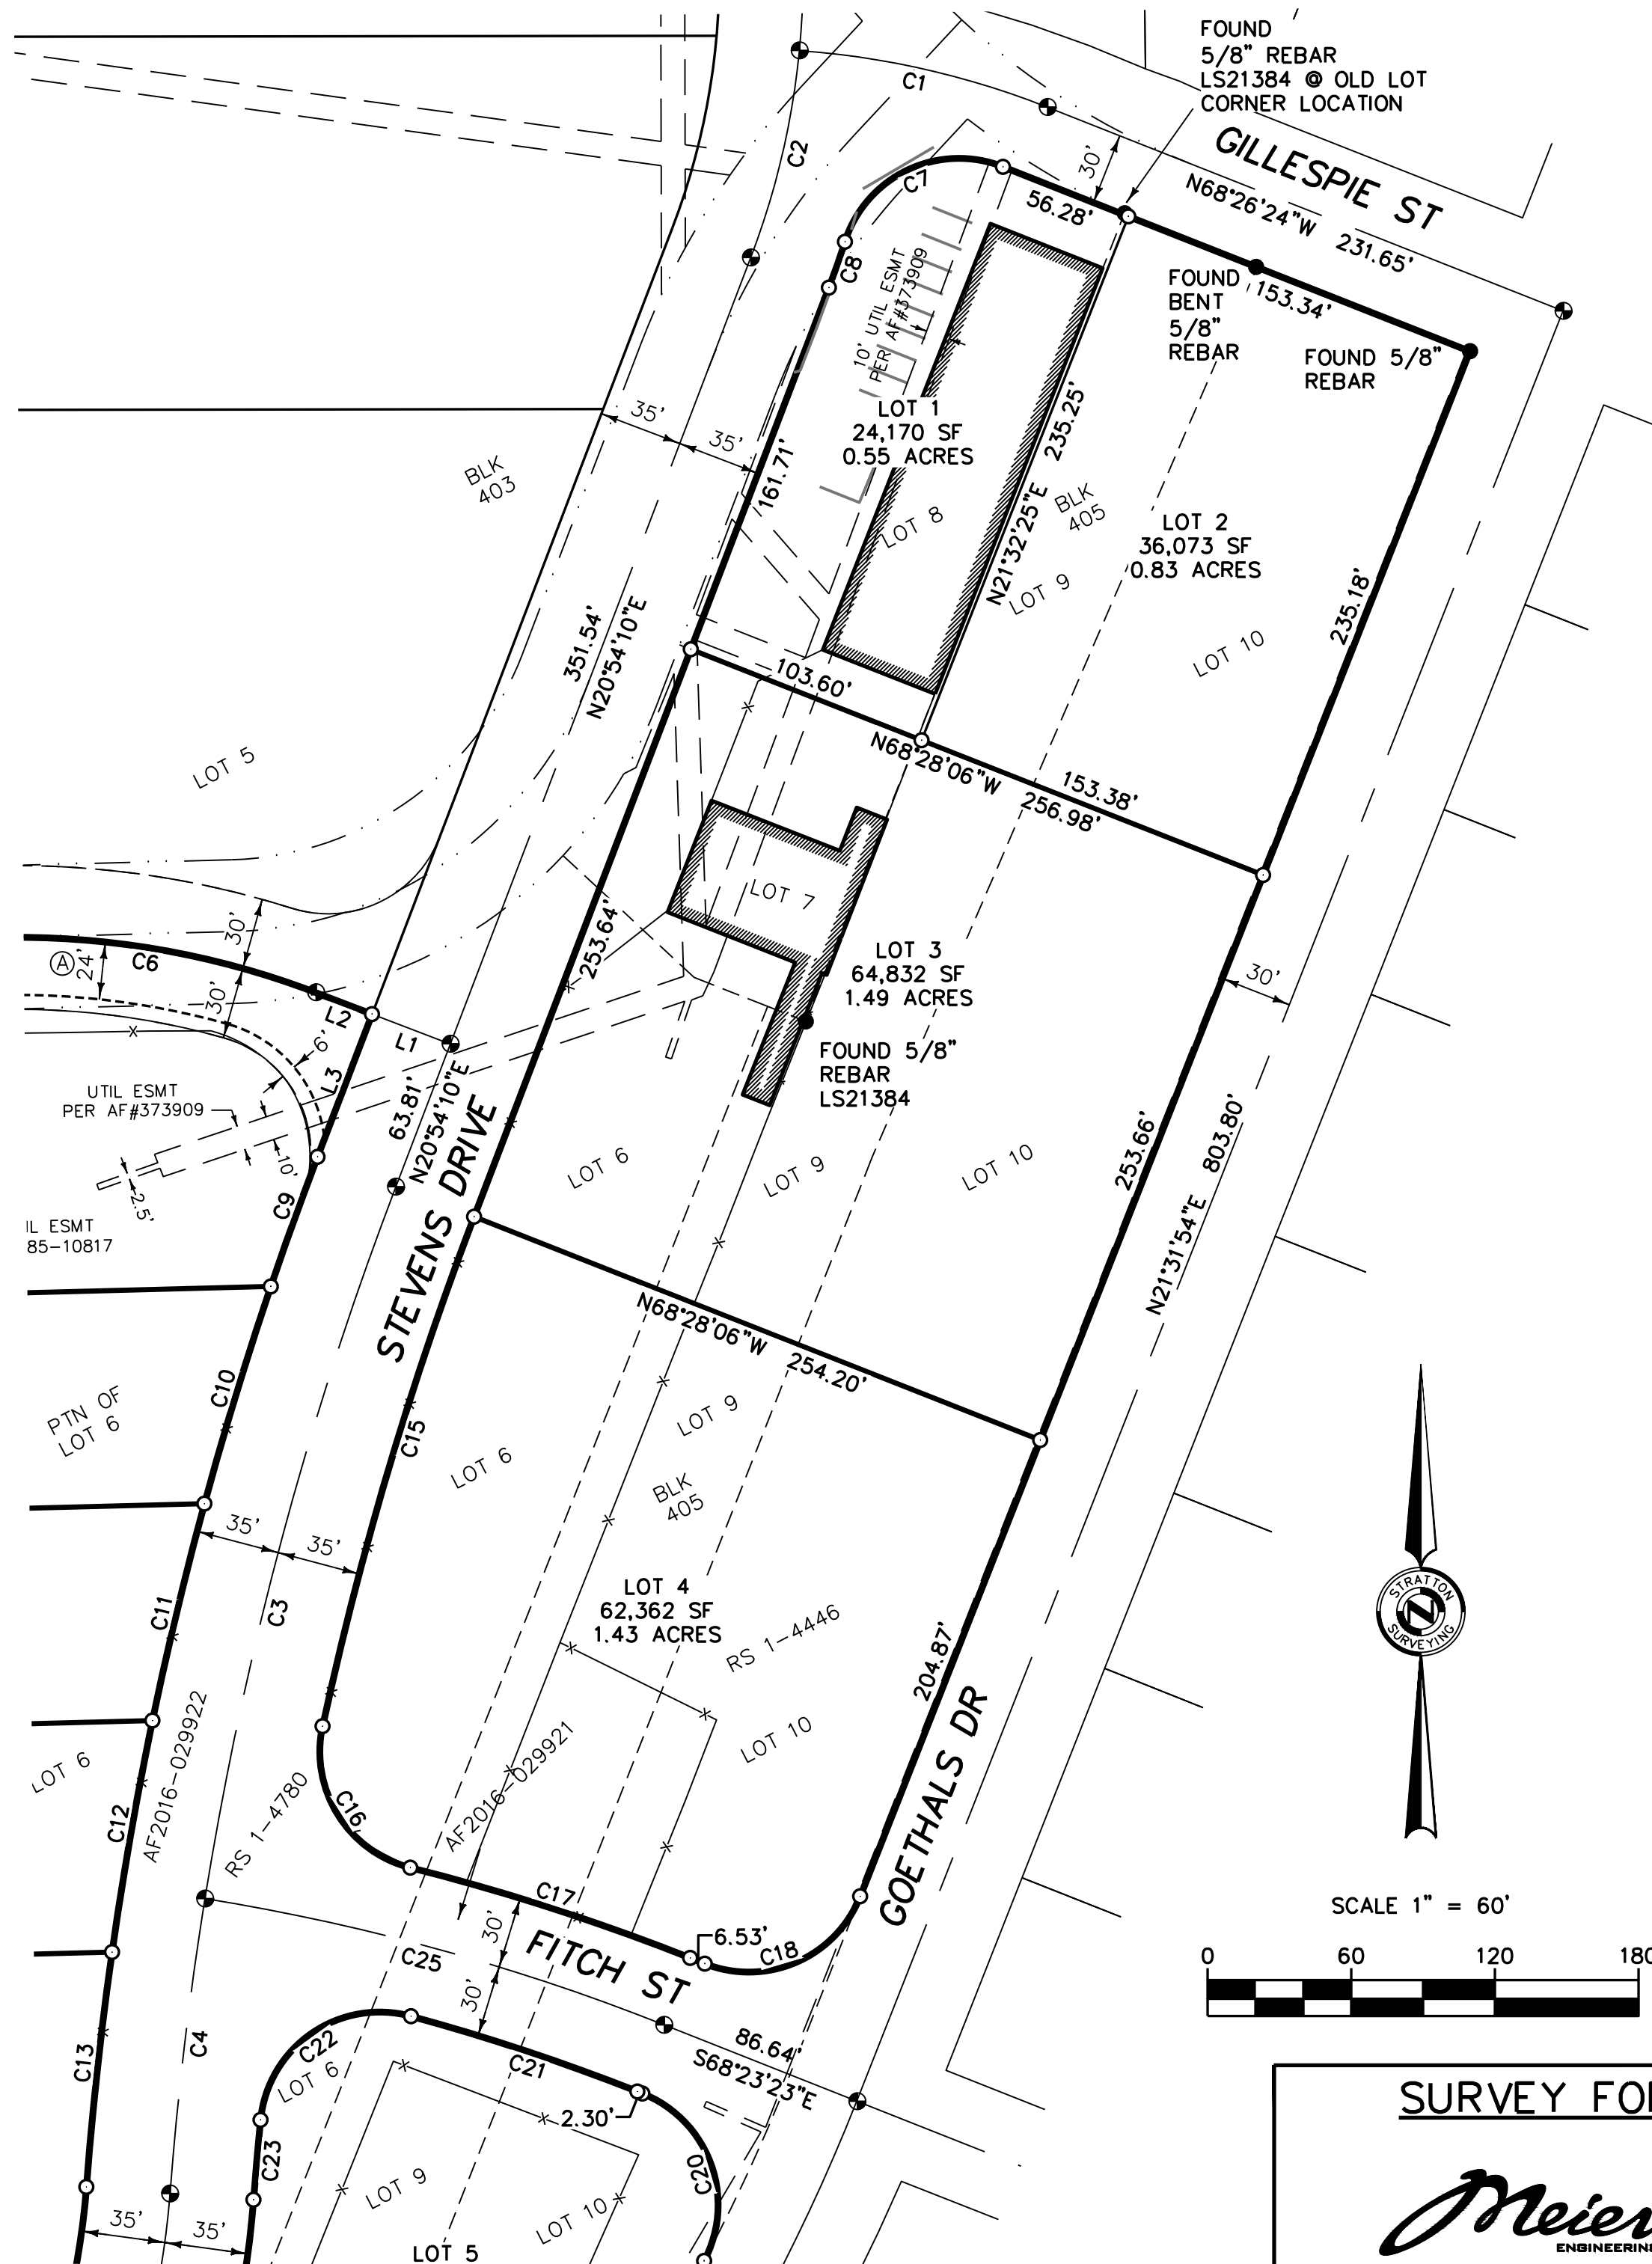 FOUND
5/8" REBAR
LS21384 @ OLD LOT
CORNER LOCATION
C1
C2
GILLESPIE ST
30'
C7
56.28'
N68°26'24"W 231.65'
C8
10' UTIL ESMT
PER AF#373909
FOUND
BENT
5/8"
REBAR
153.34'
FOUND 5/8"
REBAR
35'
35'
LOT 1
24,170 SF
0.55 ACRES
235.25'
N21°32'25"E
BLK
403
161.71'
LOT 8
BLK
405
LOT 2
36,073 SF
0.83 ACRES
LOT 9
235.18'
351.54'
N20°54'10"E
LOT 10
103.60'
LOT 5
N68°28'06"W 256.98'
153.38'
LOT 7
30'
253.64'
A
24'
C6
LOT 3
64,832 SF
1.49 ACRES
30'
30'
L2
L1
6'
L3
FOUND 5/8"
REBAR
LS21384
UTIL ESMT
PER AF#373909
63.81'
N20°54'10"E
10'
2.5'
C9
LOT 6
LOT 9
LOT 10
253.66'
N21°31'54"E 803.80'
IL ESMT
85-10817
STEVENS DRIVE
N68°28'06"W 254.20'
C10
PTN OF
LOT 6
C15
LOT 9
LOT 6
BLK
405
35'
35'
LOT 4
62,362 SF
1.43 ACRES
C11
C3
RS 1-4446
204.87'
STRATTON
N
SURVEYING
AF2016-029922
LOT 10
GOETHALS DR
LOT 6
AF2016-029921
C12
RS 1-4780
C16
C17
SCALE 1" = 60'
30'
6.53'
C18
C25
FITCH ST
0 60 120 180
30'
C4
C22
86.64'
S68°23'23"E
C13
C21
LOT 6
2.30'
SURVEY FO
C23
LOT 9
C20
LOT 10
35'
35'
LOT 5
Meier
ENGINEERIN